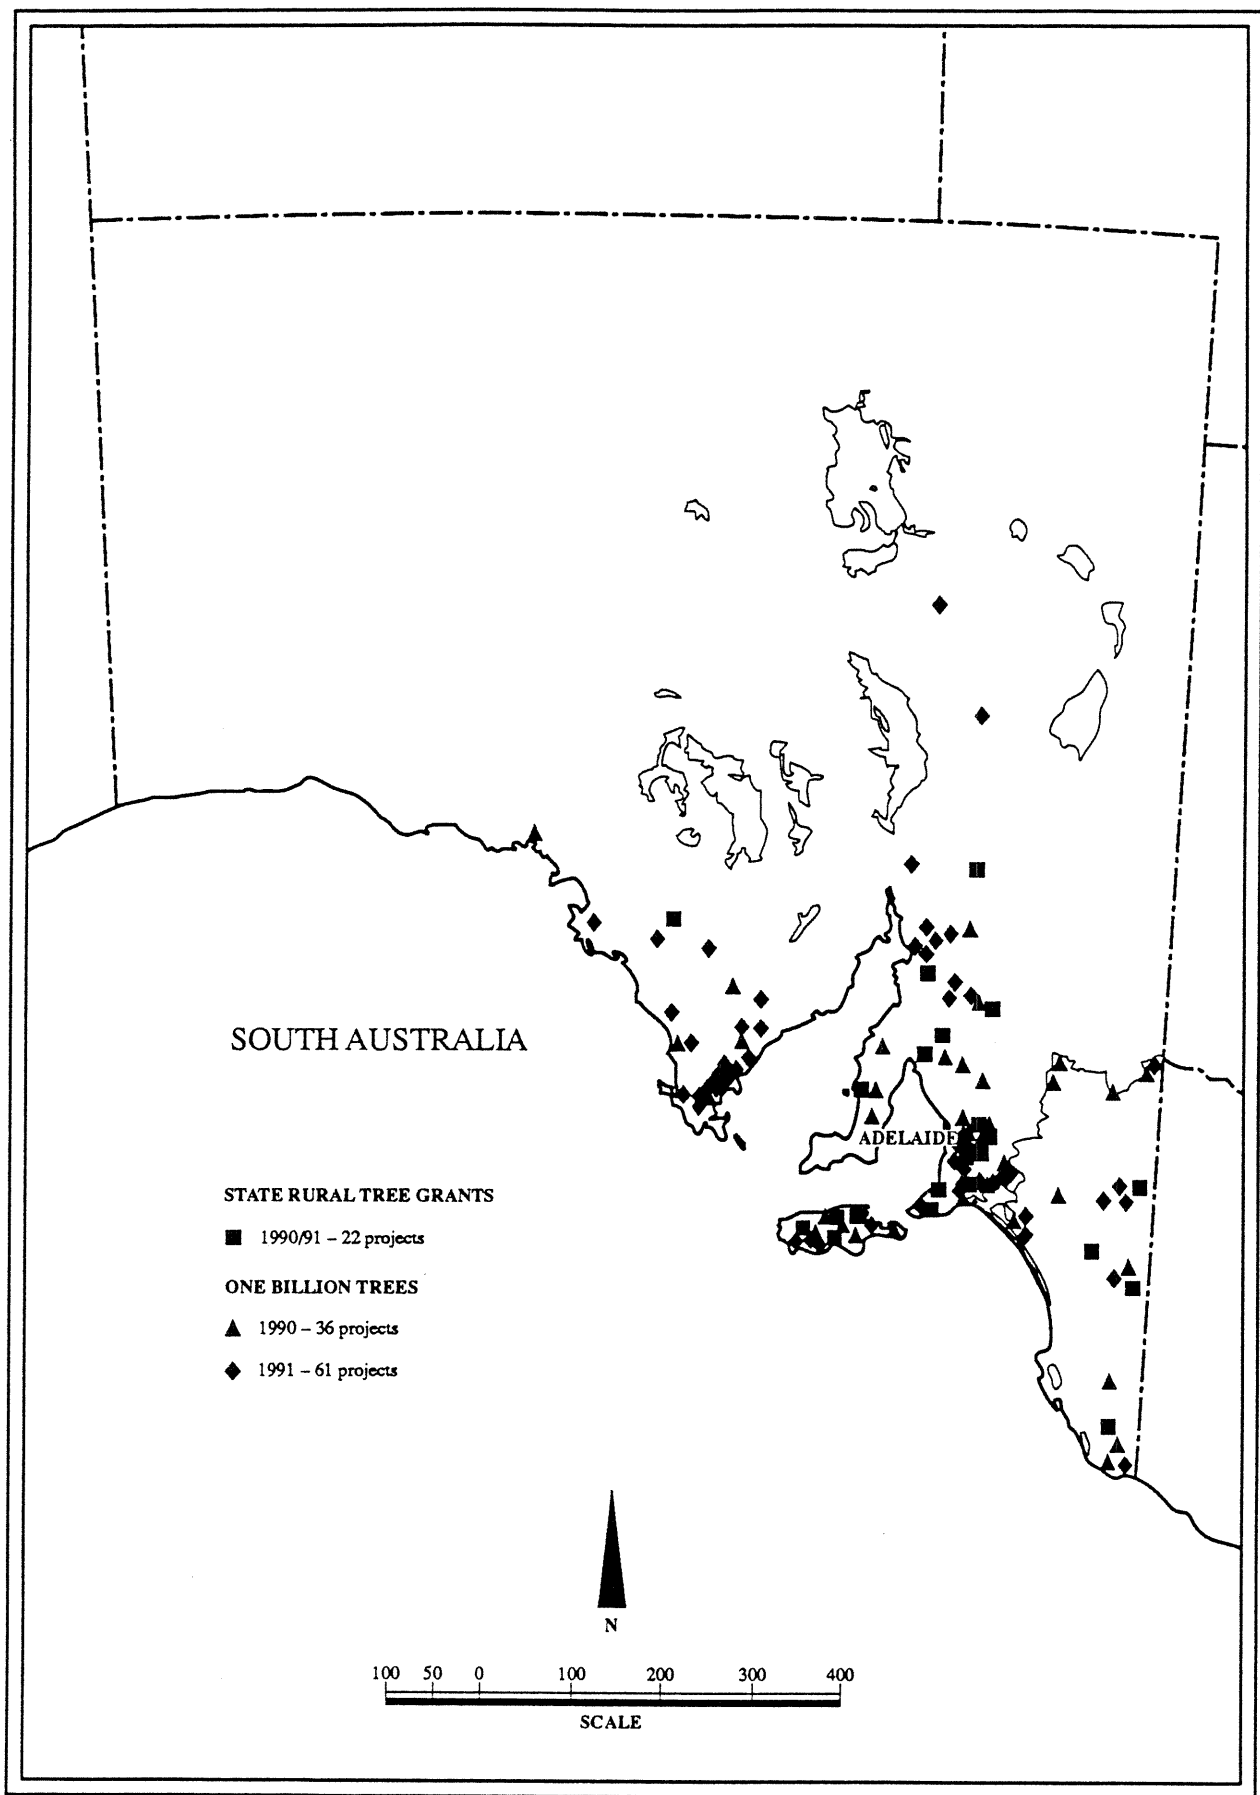 SOUTH AUSTRALIA
ADELAIDE
STATE RURAL TREE GRANTS
1990/91 – 22 projects
ONE BILLION TREES
1990 – 36 projects
1991 – 61 projects
N
100 50 0 100 200 300 400
SCALE